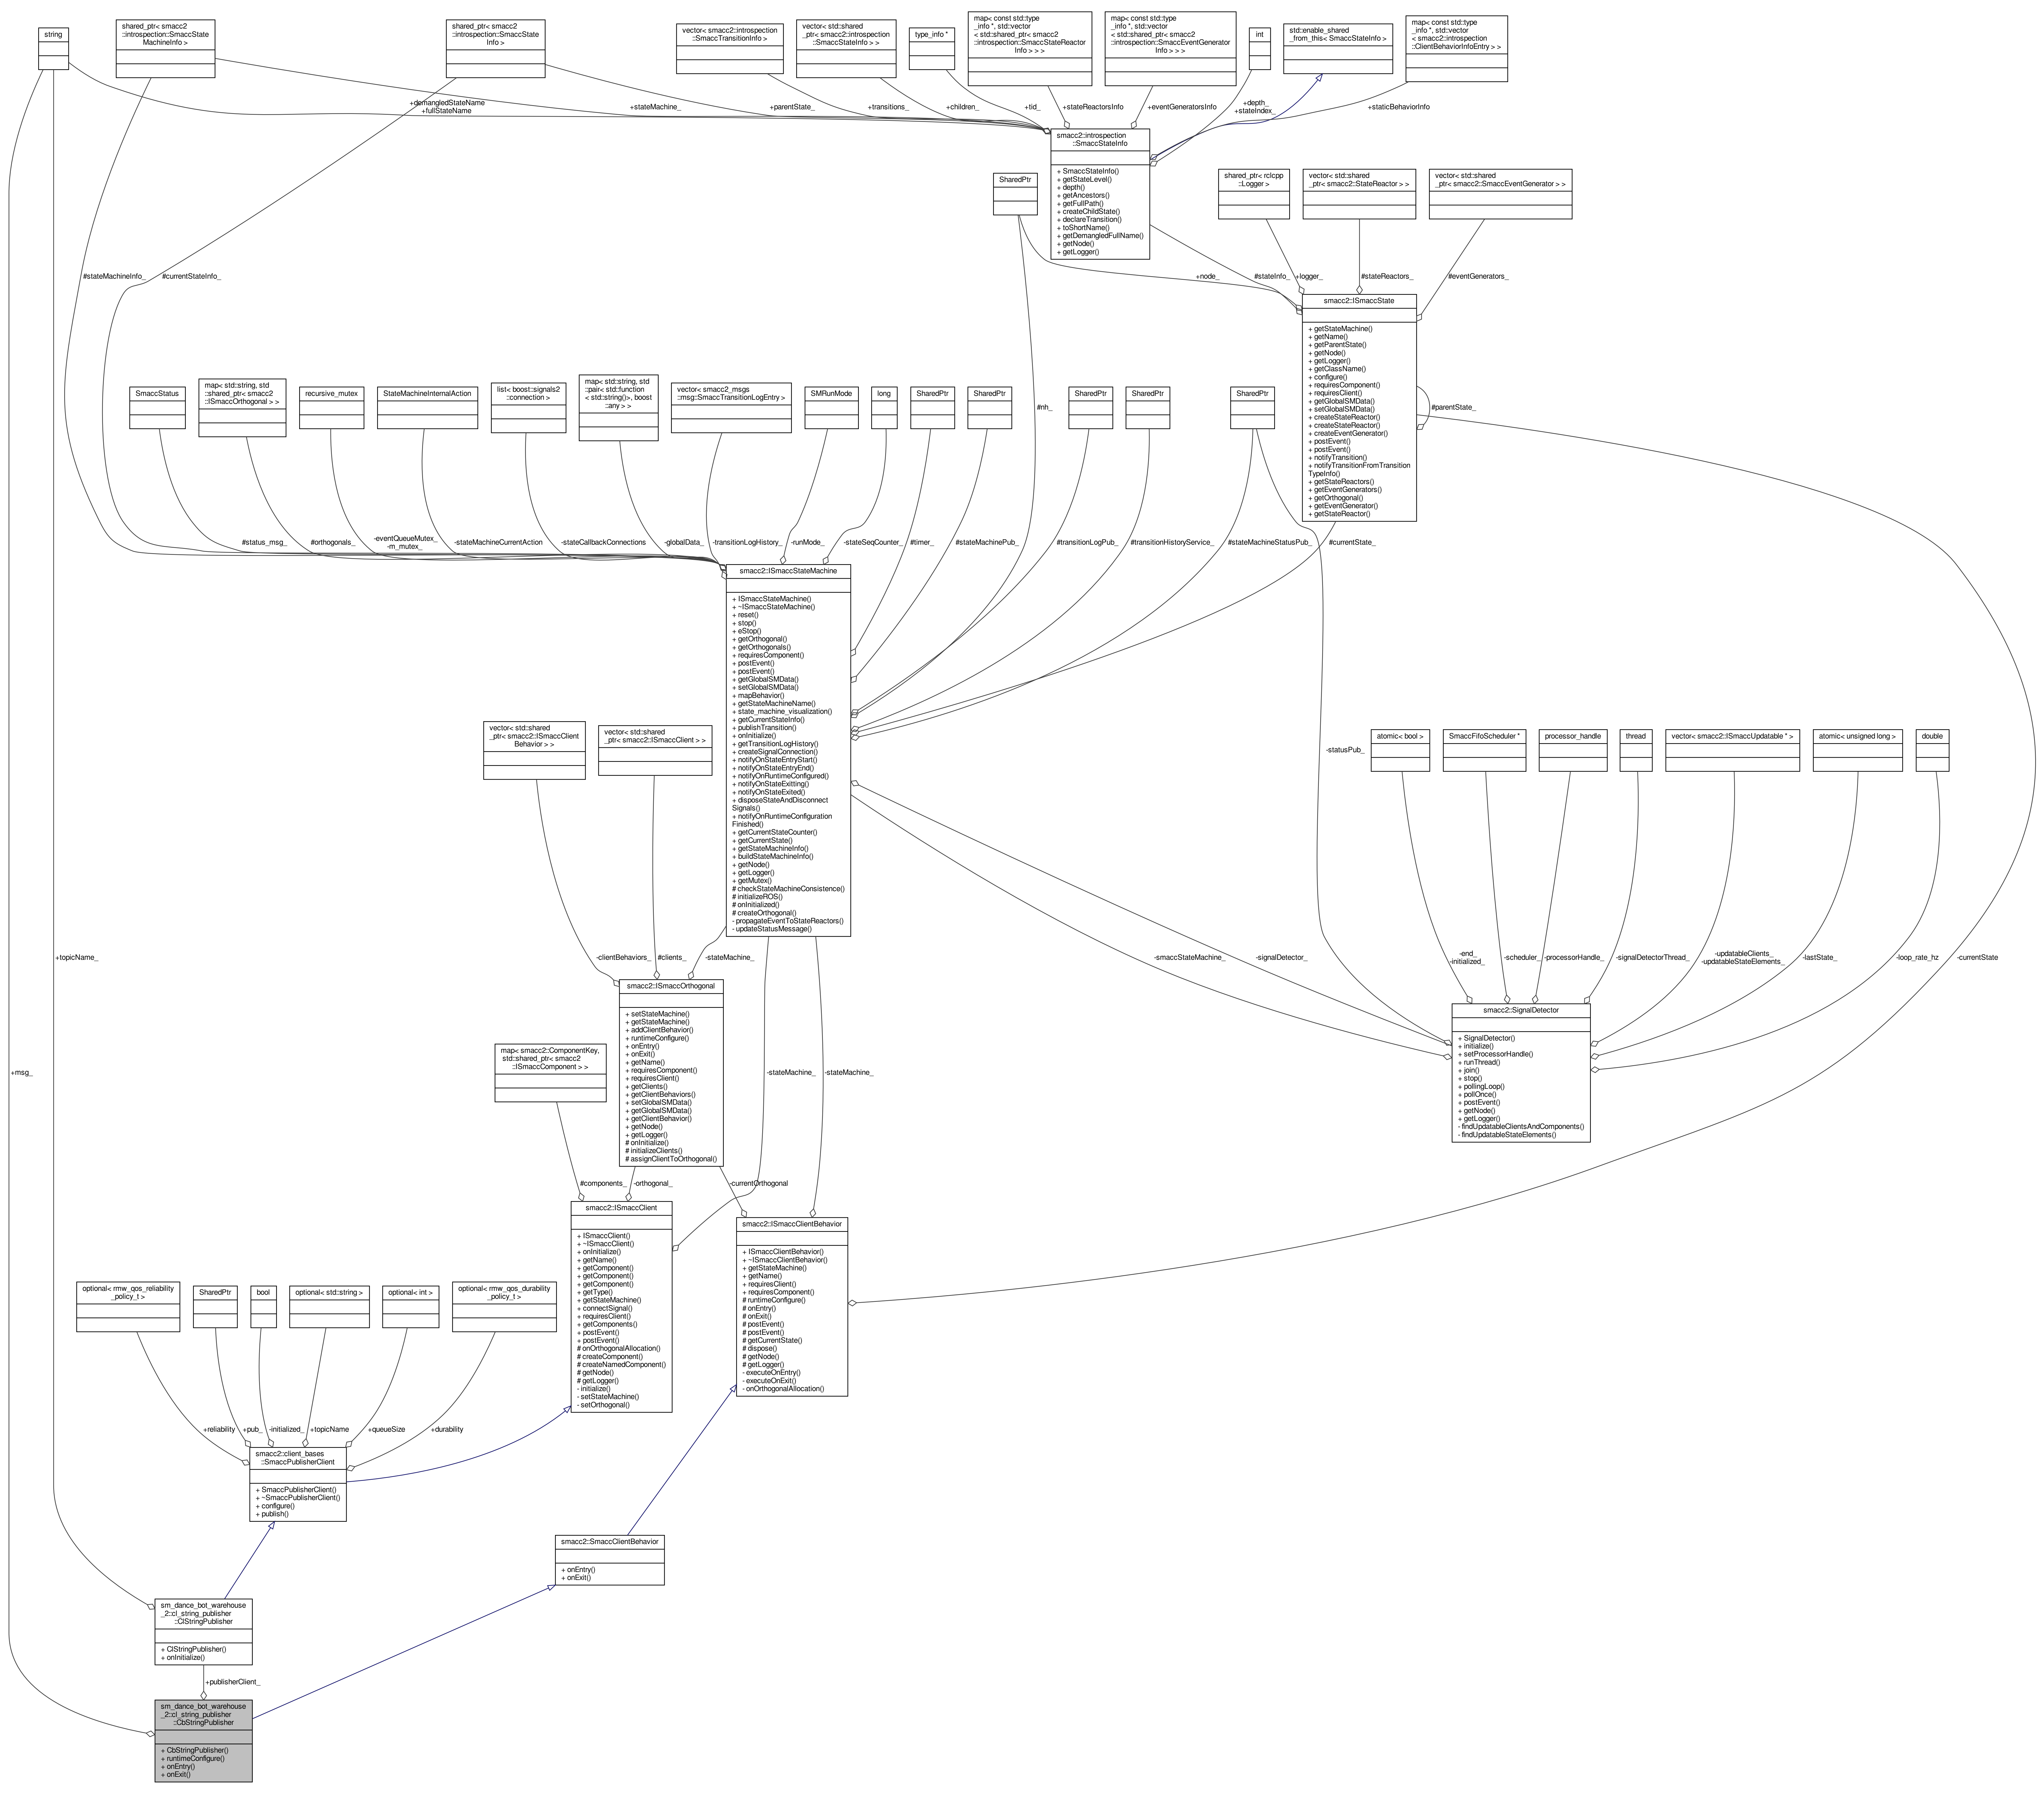 string
shared_ptr< smacc2
::introspection::SmaccState
MachineInfo >
shared_ptr< smacc2
::introspection::SmaccState
Info >
vector< smacc2::introspection
::SmaccTransitionInfo >
vector< std::shared
_ptr< smacc2::introspection
::SmaccStateInfo > >
type_info *
map< const std::type
_info *, std::vector
< std::shared_ptr< smacc2
::introspection::SmaccStateReactor
Info > > >
map< const std::type
_info *, std::vector
< std::shared_ptr< smacc2
::introspection::SmaccEventGenerator
Info > > >
int
std::enable_shared
_from_this< SmaccStateInfo >
map< const std::type
_info *, std::vector
< smacc2::introspection
::ClientBehaviorInfoEntry > >
+demangledStateName
+fullStateName
+stateMachine_
+parentState_
+transitions_
+children_
+tid_
+stateReactorsInfo
+eventGeneratorsInfo
+depth_
+stateIndex_
+staticBehaviorInfo
smacc2::introspection
::SmaccStateInfo
+ SmaccStateInfo()
+ getStateLevel()
+ depth()
+ getAncestors()
+ getFullPath()
+ createChildState()
+ declareTransition()
+ toShortName()
+ getDemangledFullName()
+ getNode()
+ getLogger()
SharedPtr
shared_ptr< rclcpp
::Logger >
vector< std::shared
_ptr< smacc2::StateReactor > >
vector< std::shared
_ptr< smacc2::SmaccEventGenerator > >
#stateMachineInfo_
#currentStateInfo_
+node_
#stateInfo_
+logger_
#stateReactors_
#eventGenerators_
smacc2::ISmaccState
+ getStateMachine()
+ getName()
+ getParentState()
+ getNode()
+ getLogger()
+ getClassName()
+ configure()
+ requiresComponent()
+ requiresClient()
+ getGlobalSMData()
+ setGlobalSMData()
+ createStateReactor()
+ createStateReactor()
+ createEventGenerator()
+ postEvent()
+ postEvent()
+ notifyTransition()
+ notifyTransitionFromTransition
TypeInfo()
+ getStateReactors()
+ getEventGenerators()
+ getOrthogonal()
+ getEventGenerator()
+ getStateReactor()
#parentState_
SmaccStatus
map< std::string, std
::shared_ptr< smacc2
::ISmaccOrthogonal > >
recursive_mutex
StateMachineInternalAction
list< boost::signals2
::connection >
map< std::string, std
::pair< std::function
< std::string()>, boost
::any > >
vector< smacc2_msgs
::msg::SmaccTransitionLogEntry >
SMRunMode
long
SharedPtr
SharedPtr
#nh_
SharedPtr
SharedPtr
SharedPtr
#status_msg_
#orthogonals_
-eventQueueMutex_
-m_mutex_
-stateMachineCurrentAction
-stateCallbackConnections
-globalData_
-transitionLogHistory_
-runMode_
-stateSeqCounter_
#timer_
#stateMachinePub_
#transitionLogPub_
#transitionHistoryService_
#stateMachineStatusPub_
#currentState_
smacc2::ISmaccStateMachine
+ ISmaccStateMachine()
+ ~ISmaccStateMachine()
+ reset()
+ stop()
+ eStop()
+ getOrthogonal()
+ getOrthogonals()
+ requiresComponent()
+ postEvent()
+ postEvent()
+ getGlobalSMData()
+ setGlobalSMData()
+ mapBehavior()
+ getStateMachineName()
+ state_machine_visualization()
+ getCurrentStateInfo()
+ publishTransition()
+ onInitialize()
+ getTransitionLogHistory()
+ createSignalConnection()
+ notifyOnStateEntryStart()
+ notifyOnStateEntryEnd()
+ notifyOnRuntimeConfigured()
+ notifyOnStateExitting()
+ notifyOnStateExited()
+ disposeStateAndDisconnect
Signals()
+ notifyOnRuntimeConfiguration
Finished()
+ getCurrentStateCounter()
+ getCurrentState()
+ getStateMachineInfo()
+ buildStateMachineInfo()
+ getNode()
+ getLogger()
+ getMutex()
# checkStateMachineConsistence()
# initializeROS()
# onInitialized()
# createOrthogonal()
- propagateEventToStateReactors()
- updateStatusMessage()
vector< std::shared
_ptr< smacc2::ISmaccClient
Behavior > >
vector< std::shared
_ptr< smacc2::ISmaccClient > >
-statusPub_
atomic< bool >
SmaccFifoScheduler *
processor_handle
thread
vector< smacc2::ISmaccUpdatable * >
atomic< unsigned long >
double
+topicName_
-clientBehaviors_
#clients_
-stateMachine_
-smaccStateMachine_
-signalDetector_
-end_
-initialized_
-scheduler_
-processorHandle_
-signalDetectorThread_
-updatableClients_
-updatableStateElements_
-lastState_
-loop_rate_hz
-currentState
smacc2::ISmaccOrthogonal
+ setStateMachine()
+ getStateMachine()
+ addClientBehavior()
+ runtimeConfigure()
+ onEntry()
+ onExit()
+ getName()
+ requiresComponent()
+ requiresClient()
+ getClients()
+ getClientBehaviors()
+ setGlobalSMData()
+ getGlobalSMData()
+ getClientBehavior()
+ getNode()
+ getLogger()
# onInitialize()
# initializeClients()
# assignClientToOrthogonal()
smacc2::SignalDetector
+ SignalDetector()
+ initialize()
+ setProcessorHandle()
+ runThread()
+ join()
+ stop()
+ pollingLoop()
+ pollOnce()
+ postEvent()
+ getNode()
+ getLogger()
- findUpdatableClientsAndComponents()
- findUpdatableStateElements()
+msg_
map< smacc2::ComponentKey,
std::shared_ptr< smacc2
::ISmaccComponent > >
-stateMachine_
-stateMachine_
#components_
-orthogonal_
-currentOrthogonal
smacc2::ISmaccClient
+ ISmaccClient()
+ ~ISmaccClient()
+ onInitialize()
+ getName()
+ getComponent()
+ getComponent()
+ getComponent()
+ getType()
+ getStateMachine()
+ connectSignal()
+ requiresClient()
+ getComponents()
+ postEvent()
+ postEvent()
# onOrthogonalAllocation()
# createComponent()
# createNamedComponent()
# getNode()
# getLogger()
- initialize()
- setStateMachine()
- setOrthogonal()
smacc2::ISmaccClientBehavior
+ ISmaccClientBehavior()
+ ~ISmaccClientBehavior()
+ getStateMachine()
+ getName()
+ requiresClient()
+ requiresComponent()
# runtimeConfigure()
# onEntry()
# onExit()
# postEvent()
# postEvent()
# getCurrentState()
# dispose()
# getNode()
# getLogger()
- executeOnEntry()
- executeOnExit()
- onOrthogonalAllocation()
optional< rmw_qos_reliability
_policy_t >
SharedPtr
bool
optional< std::string >
optional< int >
optional< rmw_qos_durability
_policy_t >
+reliability
+pub_
-initialized_
+topicName
+queueSize
+durability
smacc2::client_bases
::SmaccPublisherClient
+ SmaccPublisherClient()
+ ~SmaccPublisherClient()
+ configure()
+ publish()
smacc2::SmaccClientBehavior
+ onEntry()
+ onExit()
sm_dance_bot_warehouse
_2::cl_string_publisher
::ClStringPublisher
+ ClStringPublisher()
+ onInitialize()
+publisherClient_
sm_dance_bot_warehouse
_2::cl_string_publisher
::CbStringPublisher
+ CbStringPublisher()
+ runtimeConfigure()
+ onEntry()
+ onExit()